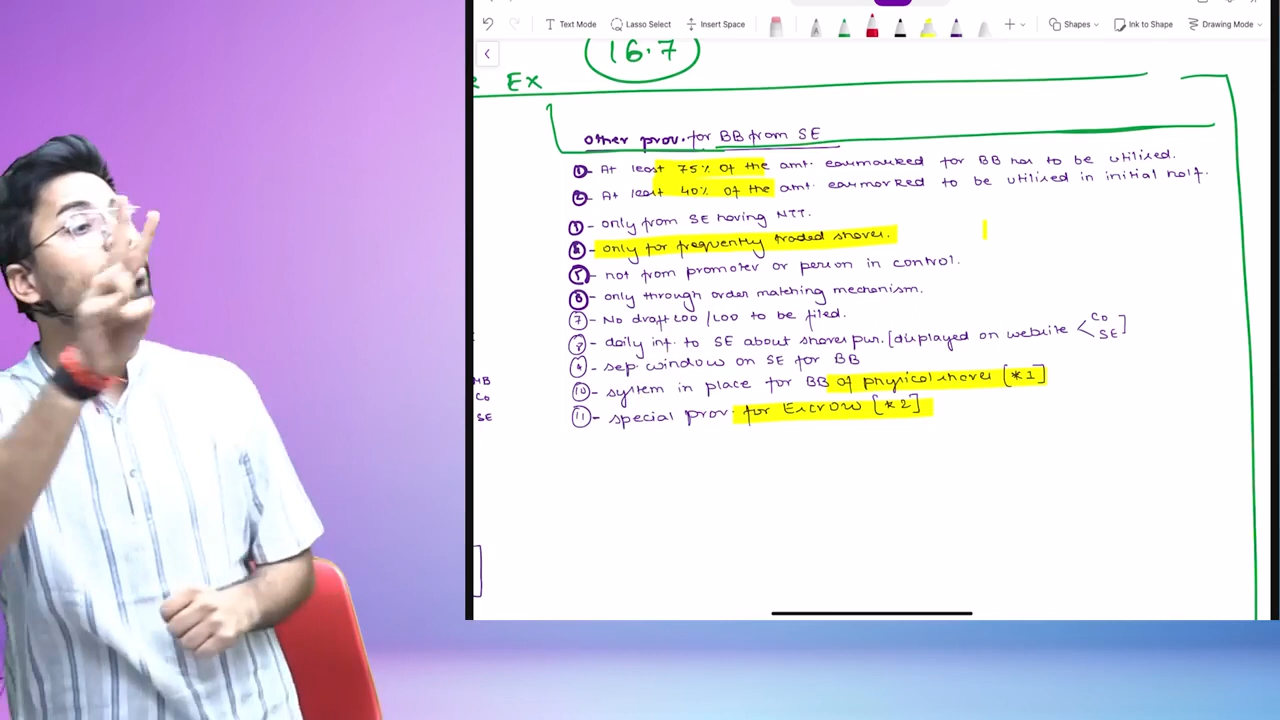 Text Mode Lasso Select Insert Space Shapes Ink to Shape Drawing Mode
16.7
Ex
other prov. for BB from SE
1- At least 75% of the amt. earmarked for BB has to be utilised.
2- At least 40% of the amt. earmarked to be utilised in initial half.
3- only from SE having NTT.
4- only for frequently traded shares.
5- not from promoter or person in control.
6- only through order matching mechanism.
7- No draft LOO/LOO to be filed.
8- daily inf. to SE about shares pur. [displayed on website < CO
SE]
9- sep. window on SE for BB
MB
10- system in place for BB of physical shares [*1]
CO
11- special prov. for Escrow [*2]
SE